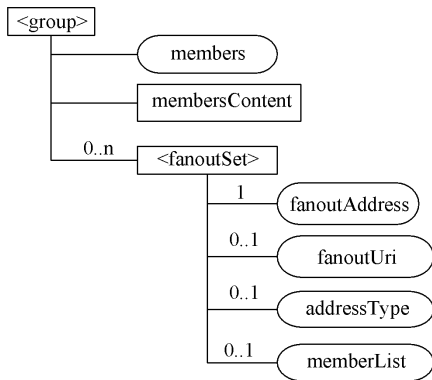 <group>
members
membersContent
0..n
<fanoutSet>
1
fanoutAddress
0..1
fanoutUri
0..1
addressType
0..1
memberList